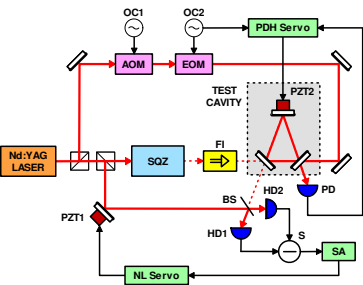 OC1
OC2
PDH Servo
AOM
EOM
TEST
CAVITY
PZT2
Nd:YAG
LASER
SQZ
FI
PD
BS
HD2
PZT1
HD1
S
SA
NL Servo